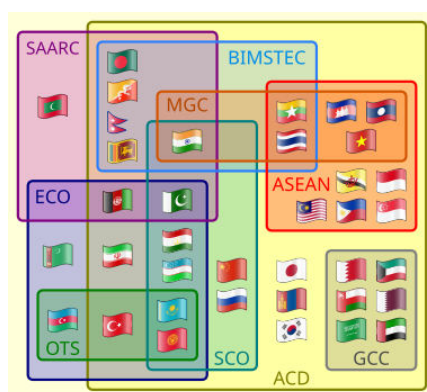 SAARC
BIMSTEC
MGC
ASEAN
ECO
OTS
SCO
GCC
ACD